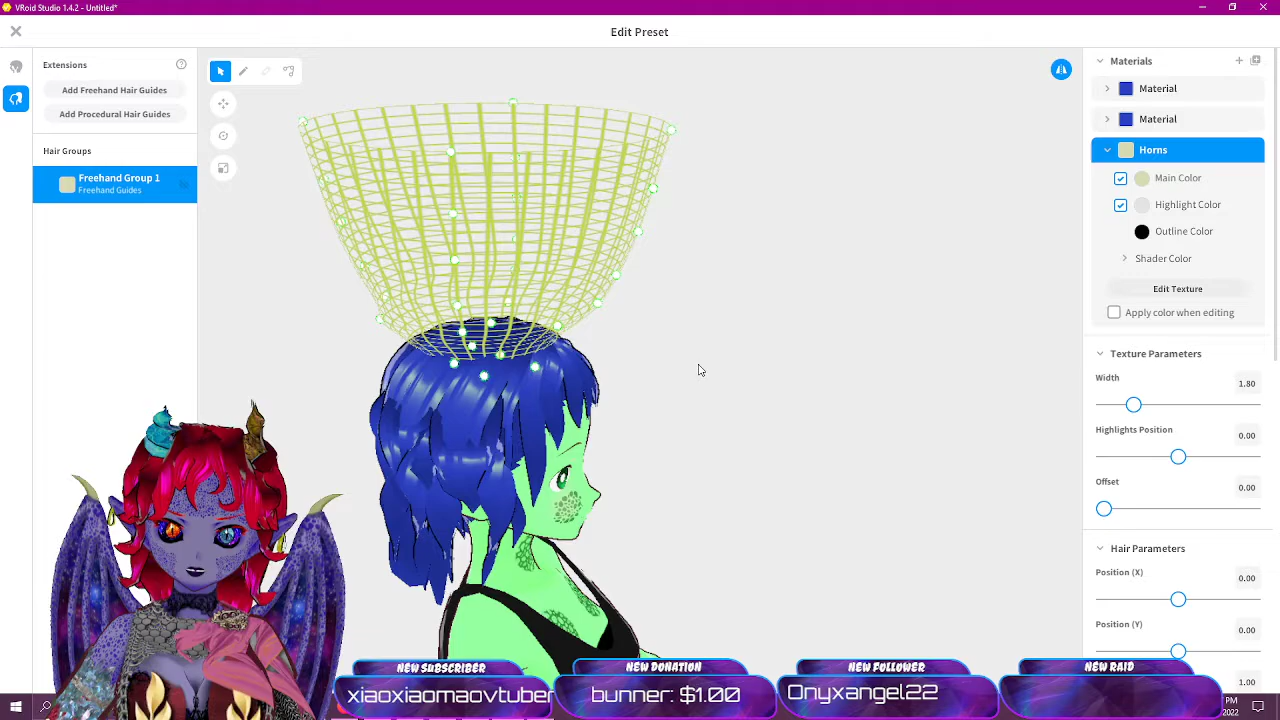 VRoid Studio 1.4.2 - Untitled*
Edit Preset
Extensions
Add Freehand Hair Guides
Add Procedural Hair Guides
Hair Groups
Freehand Group 1
Freehand Guides
Materials
Material
Material
Horns
Main Color
Highlight Color
Outline Color
Shader Color
Edit Texture
Apply color when editing
Texture Parameters
Width
1.80
Highlights Position
0.00
Offset
0.00
Hair Parameters
Position (X)
0.00
Position (Y)
0.00
1.00
NEW SUBSCRIBER
xiaoxiaomaovtuber
NEW DONATION
bunner: $1.00
NEW FOLLOWER
Onyxangel22
NEW RAID
PM